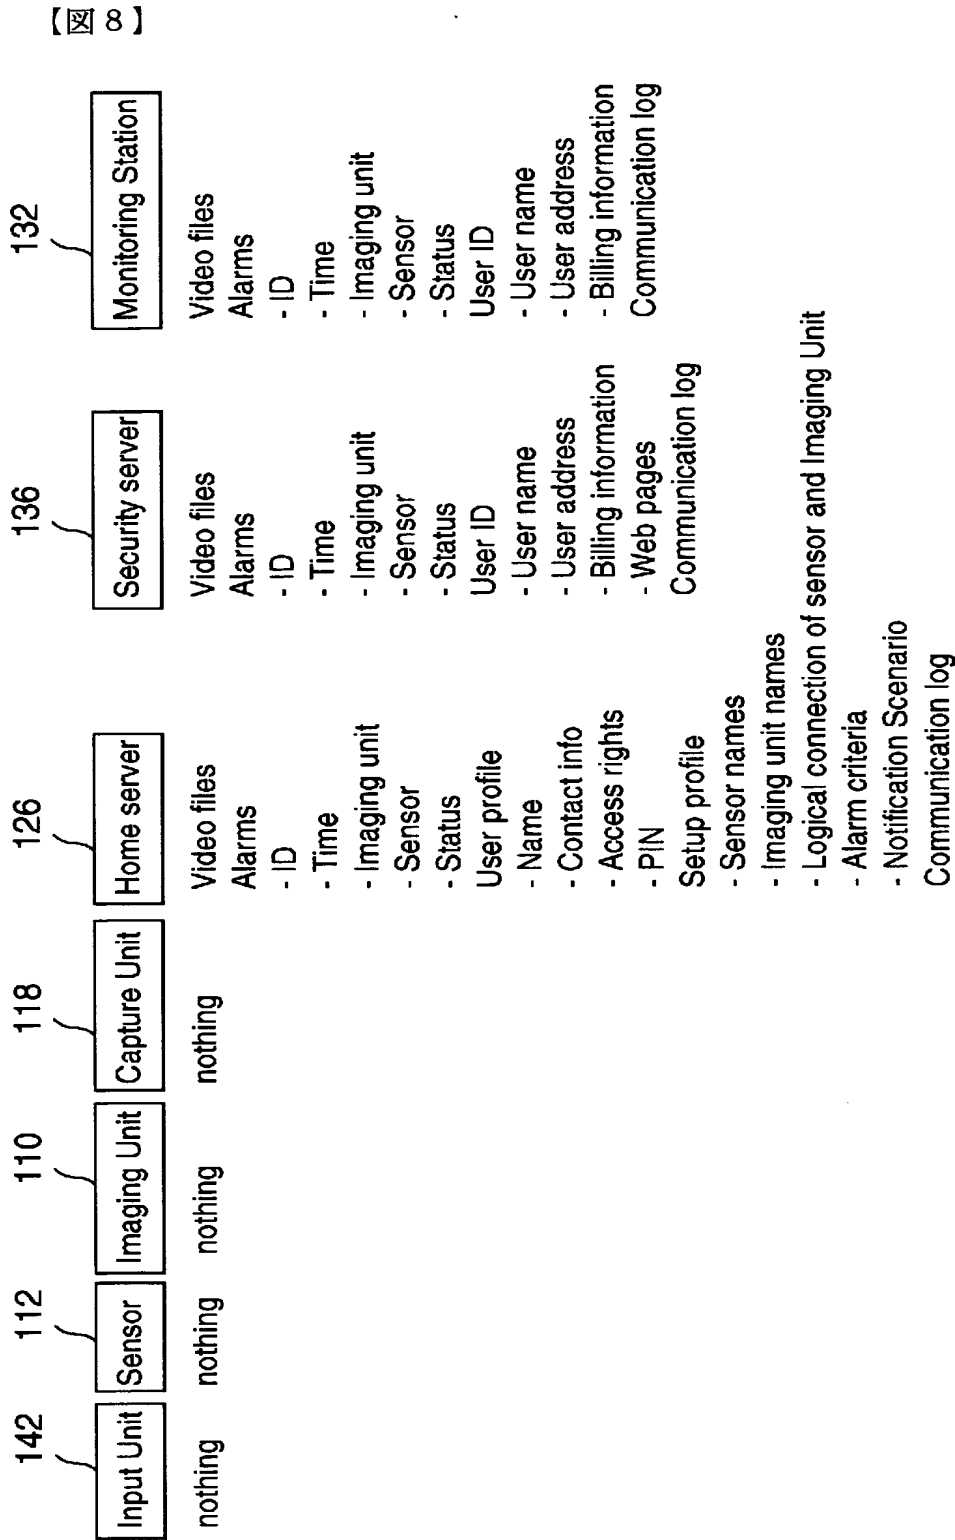 【図８】
142
Input Unit
nothing
112
Sensor
nothing
110
Imaging Unit
nothing
118
Capture Unit
nothing
126
Home server
Video files
Alarms
- ID
- Time
- Imaging unit
- Sensor
- Status
User profile
- Name
- Contact info
- Access rights
- PIN
Setup profile
- Sensor names
- Imaging unit names
- Logical connection of sensor and Imaging Unit
- Alarm criteria
- Notification Scenario
Communication log
136
Security server
Video files
Alarms
- ID
- Time
- Imaging unit
- Sensor
- Status
User ID
- User name
- User address
- Billing information
- Web pages
Communication log
132
Monitoring Station
Video files
Alarms
- ID
- Time
- Imaging unit
- Sensor
- Status
User ID
- User name
- User address
- Billing information
Communication log